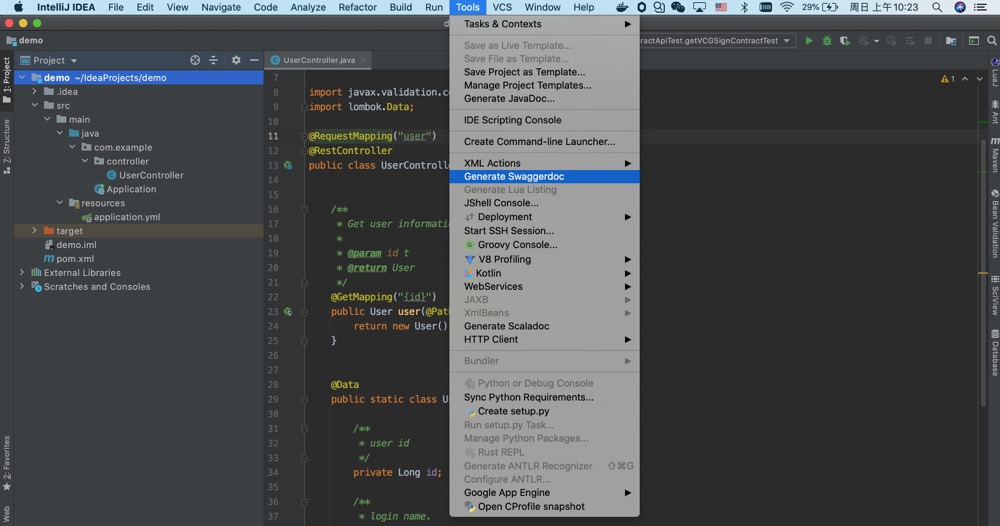 IntelliJ IDEA File Edit View Navigate Code Analyze Refactor Build Run Tools VCS Window Help 29% 周日 上午10:23
demo
ractApiTest.getVCGSignContractTest
Project
UserController.java
1: Project
Z: Structure
2: Favorites
Web
demo ~/IdeaProjects/demo
.idea
src
main
java
com.example
controller
UserController
Application
resources
application.yml
target
demo.iml
pom.xml
External Libraries
Scratches and Consoles
7
8 import javax.validation.co
9 import lombok.Data;
10
11 @RequestMapping("user")
12 @RestController
13 public class UserControlle
14
15
16 /**
17 * Get user informatio
18 *
19 * @param id t
20 * @return User
21 */
22 @GetMapping("{id}")
23 public User user(@Pat
24 return new User()
25 }
26
27
28 @Data
29 public static class Us
30
31 /**
32 * user id
33 */
34 private Long id;
35
36 /**
37 * login name.
Tasks & Contexts
Save as Live Template...
Save File as Template...
Save Project as Template...
Manage Project Templates...
Generate JavaDoc...
IDE Scripting Console
Create Command-line Launcher...
XML Actions
Generate Swaggerdoc
Generate Lua Listing
JShell Console...
Deployment
Start SSH Session...
Groovy Console...
V8 Profiling
Kotlin
WebServices
JAXB
XmlBeans
Generate Scaladoc
HTTP Client
Bundler
Python or Debug Console
Sync Python Requirements...
Create setup.py
Run setup.py Task...
Manage Python Packages...
Rust REPL
Generate ANTLR Recognizer ⇧⌘G
Configure ANTLR...
Google App Engine
Open CProfile snapshot
1
LuaJ
Ant
Maven
Bean Validation
SciView
Database